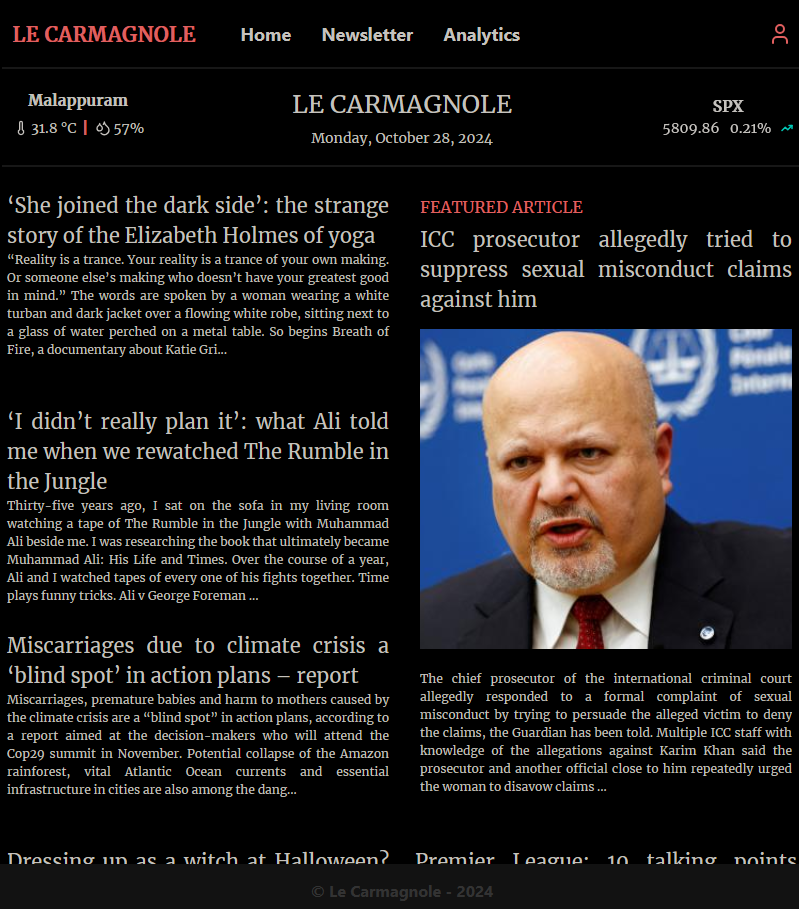 LE CARMAGNOLE
Home
Newsletter
Analytics
Malappuram
31.8 °C | 57%
LE CARMAGNOLE
Monday, October 28, 2024
SPX
5809.86 0.21%
‘She joined the dark side’: the strange
story of the Elizabeth Holmes of yoga
“Reality is a trance. Your reality is a trance of your own making.
Or someone else’s making who doesn’t have your greatest good
in mind.” The words are spoken by a woman wearing a white
turban and dark jacket over a flowing white robe, sitting next to
a glass of water perched on a metal table. So begins Breath of
Fire, a documentary about Katie Gri...
‘I didn’t really plan it’: what Ali told
me when we rewatched The Rumble in
the Jungle
Thirty-five years ago, I sat on the sofa in my living room
watching a tape of The Rumble in the Jungle with Muhammad
Ali beside me. I was researching the book that ultimately became
Muhammad Ali: His Life and Times. Over the course of a year,
Ali and I watched tapes of every one of his fights together. Time
plays funny tricks. Ali v George Foreman ...
Miscarriages due to climate crisis a
‘blind spot’ in action plans – report
Miscarriages, premature babies and harm to mothers caused by
the climate crisis are a “blind spot” in action plans, according to
a report aimed at the decision-makers who will attend the
Cop29 summit in November. Potential collapse of the Amazon
rainforest, vital Atlantic Ocean currents and essential
infrastructure in cities are also among the dang...
FEATURED ARTICLE
ICC prosecutor allegedly tried to
suppress sexual misconduct claims
against him
Pénale
Intern
The chief prosecutor of the international criminal court
allegedly responded to a formal complaint of sexual
misconduct by trying to persuade the alleged victim to deny
the claims, the Guardian has been told. Multiple ICC staff with
knowledge of the allegations against Karim Khan said the
prosecutor and another official close to him repeatedly urged
the woman to disavow claims ...
Dressing up as a witch at Halloween?
Premier League: 10 talking points
© Le Carmagnole - 2024